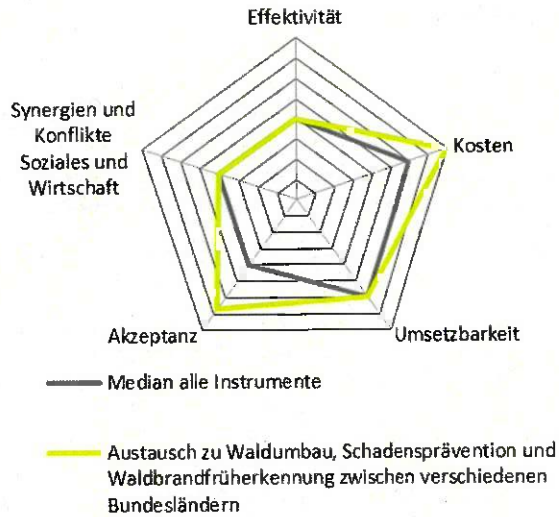 Effektivität
Synergien und
Konflikte
Soziales und
Wirtschaft
Kosten
Akzeptanz
Umsetzbarkeit
Median alle Instrumente
Austausch zu Waldumbau, Schadensprävention und
Waldbrandfrüherkennung zwischen verschiedenen
Bundesländern